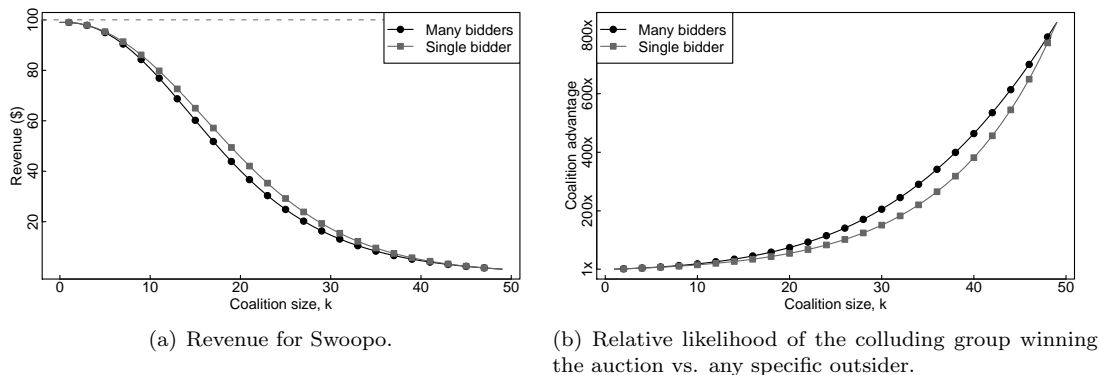 100
80
60
40
20
Revenue ($)
Many bidders
Single bidder
0 10 20 30 40 50
Coalition size, k
(a) Revenue for Swoopo.
800x
600x
400x
200x
1x
Coalition advantage
Many bidders
Single bidder
0 10 20 30 40 50
Coalition size, k
(b) Relative likelihood of the colluding group winning
the auction vs. any specific outsider.